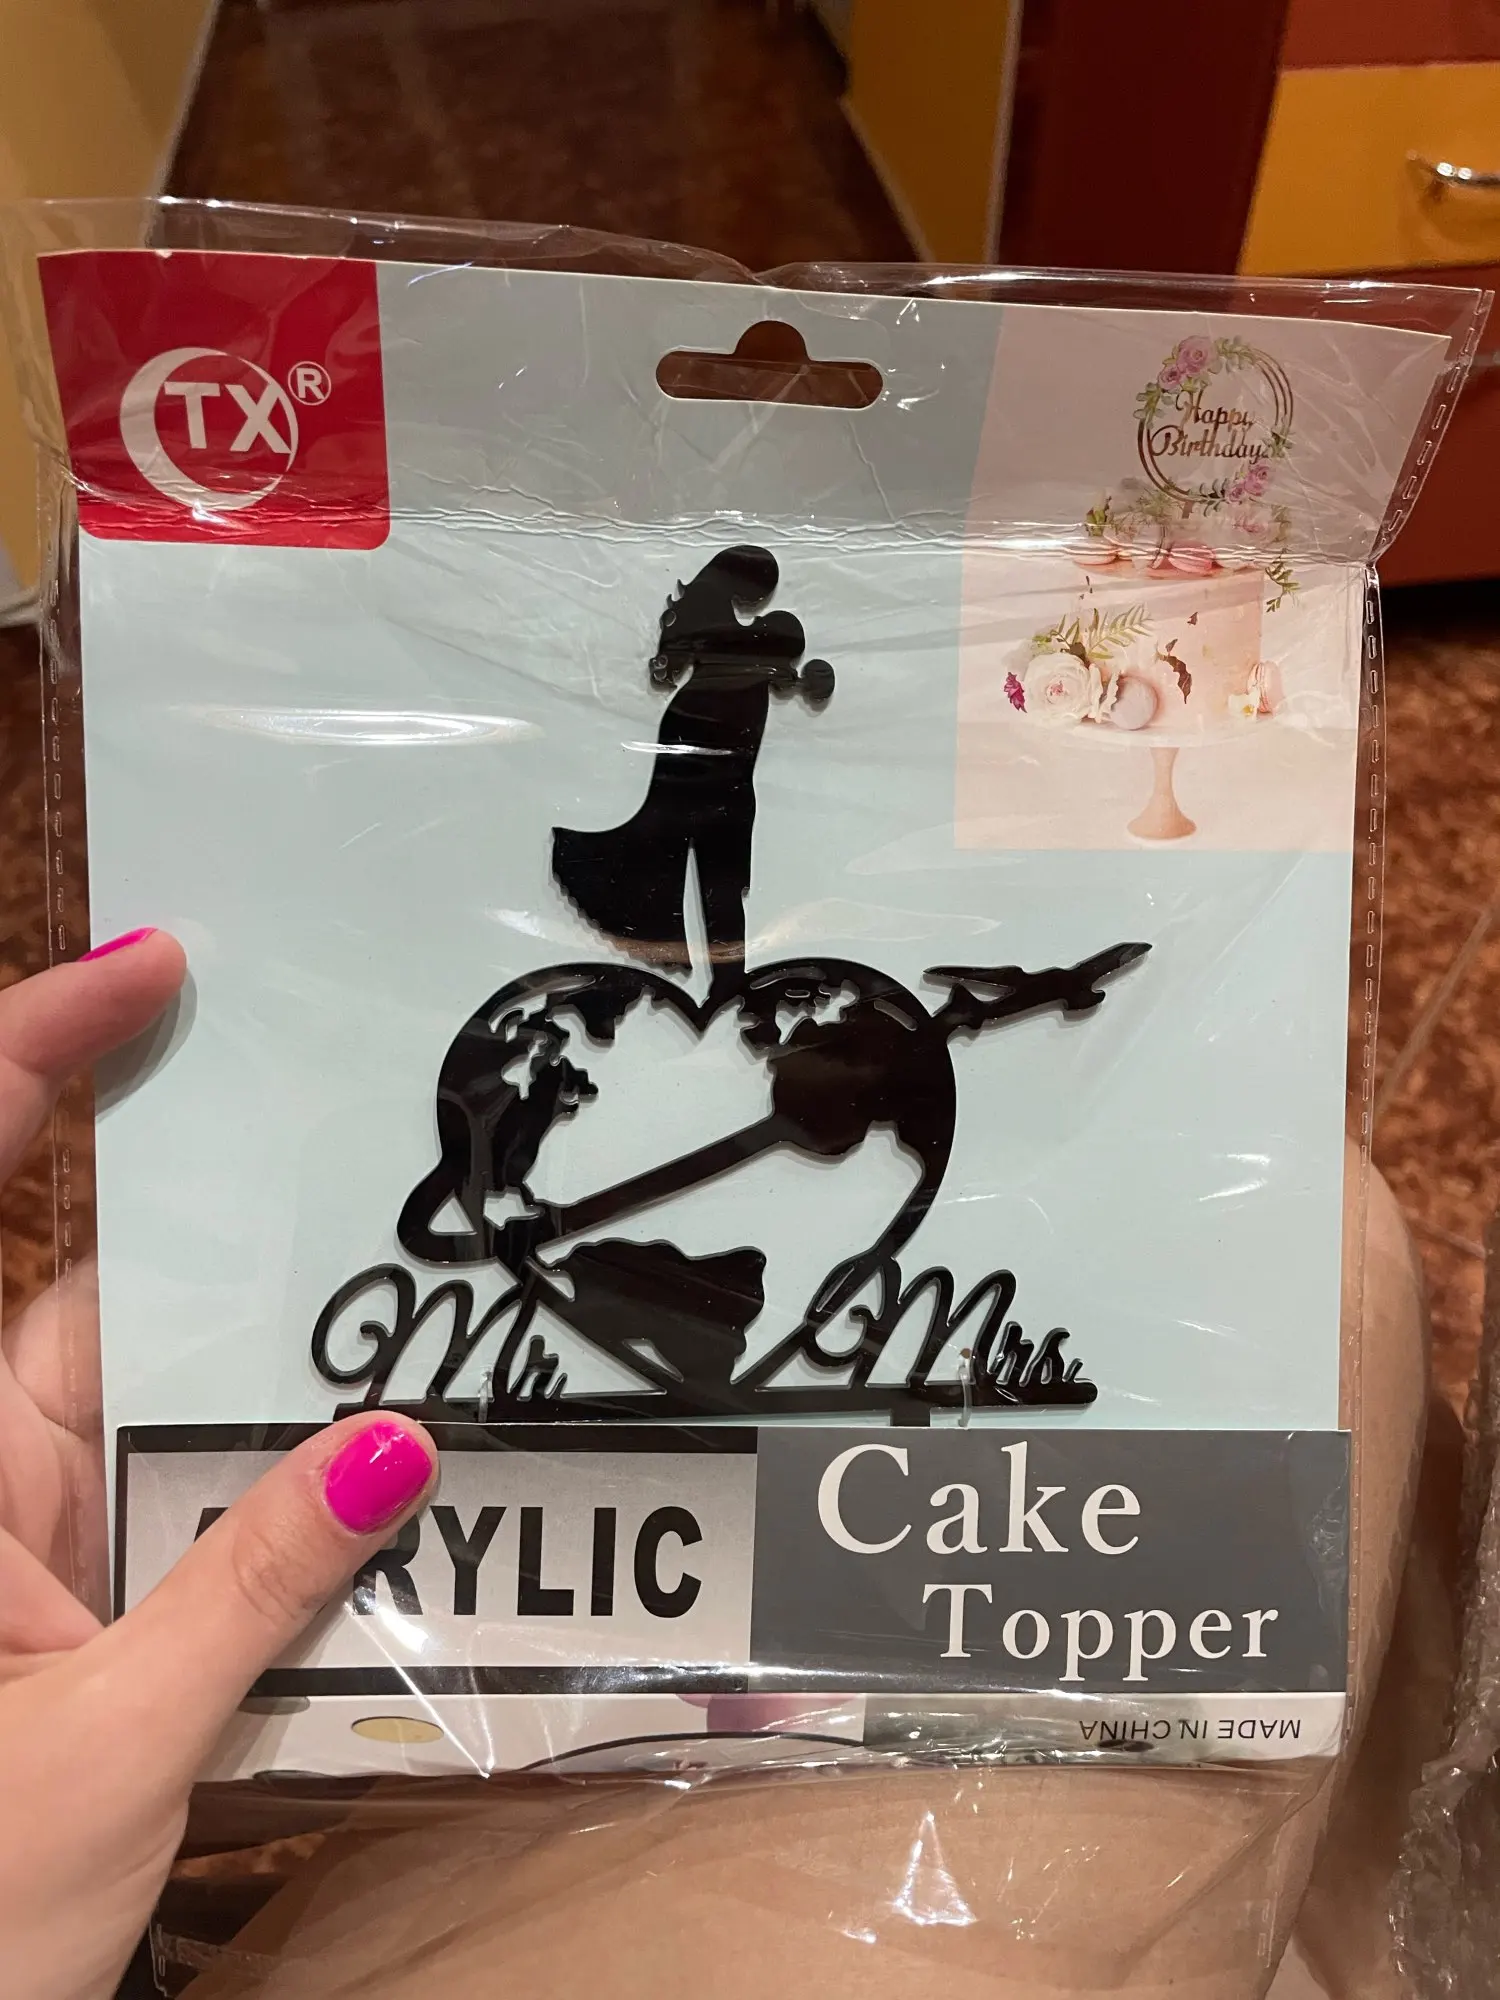 TX®
Happy
Birthday
Mr.
Mrs.
RYLIC
Cake
Topper
MADE IN CHINA